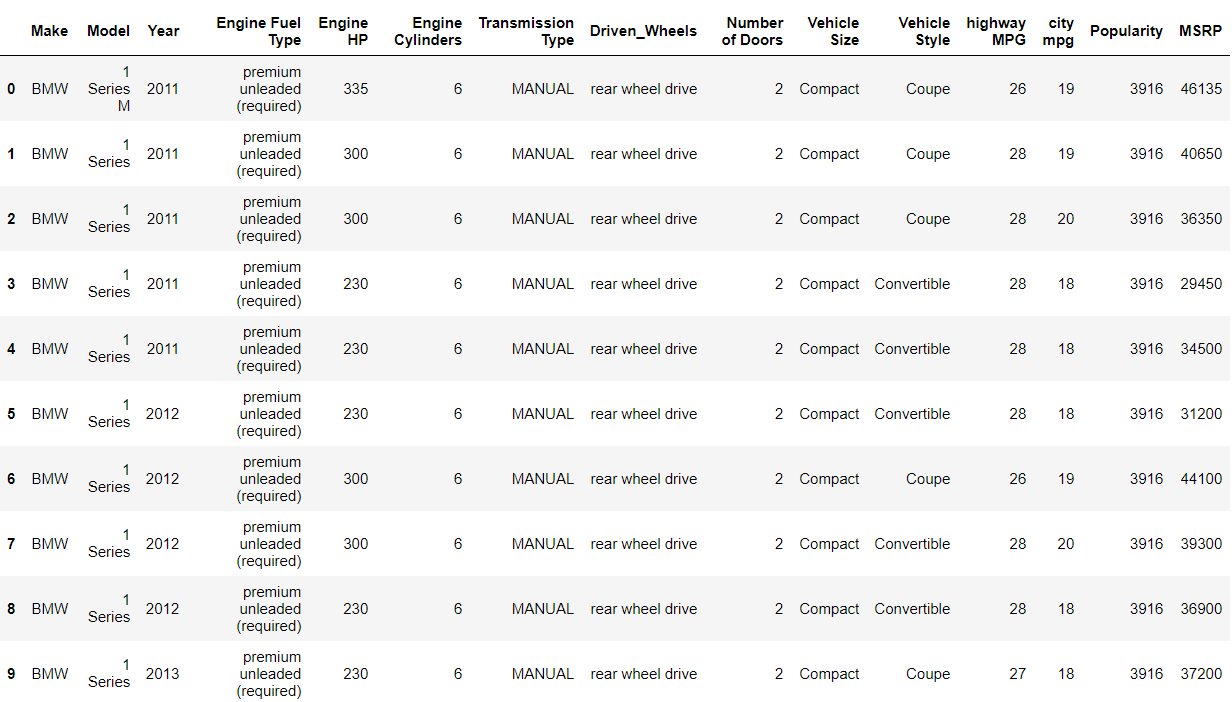 Make Model Year Engine Fuel Type Engine HP Engine Cylinders Transmission Type Driven_Wheels Number of Doors Vehicle Size Vehicle Style highway MPG city mpg Popularity MSRP
0 BMW 1 Series M 2011 premium unleaded (required) 335 6 MANUAL rear wheel drive 2 Compact Coupe 26 19 3916 46135
1 BMW 1 Series 2011 premium unleaded (required) 300 6 MANUAL rear wheel drive 2 Compact Coupe 28 19 3916 40650
2 BMW 1 Series 2011 premium unleaded (required) 300 6 MANUAL rear wheel drive 2 Compact Coupe 28 20 3916 36350
3 BMW 1 Series 2011 premium unleaded (required) 230 6 MANUAL rear wheel drive 2 Compact Convertible 28 18 3916 29450
4 BMW 1 Series 2011 premium unleaded (required) 230 6 MANUAL rear wheel drive 2 Compact Convertible 28 18 3916 34500
5 BMW 1 Series 2012 premium unleaded (required) 230 6 MANUAL rear wheel drive 2 Compact Convertible 28 18 3916 31200
6 BMW 1 Series 2012 premium unleaded (required) 300 6 MANUAL rear wheel drive 2 Compact Coupe 26 19 3916 44100
7 BMW 1 Series 2012 premium unleaded (required) 300 6 MANUAL rear wheel drive 2 Compact Convertible 28 20 3916 39300
8 BMW 1 Series 2012 premium unleaded (required) 230 6 MANUAL rear wheel drive 2 Compact Convertible 28 18 3916 36900
9 BMW 1 Series 2013 premium unleaded (required) 230 6 MANUAL rear wheel drive 2 Compact Coupe 27 18 3916 37200